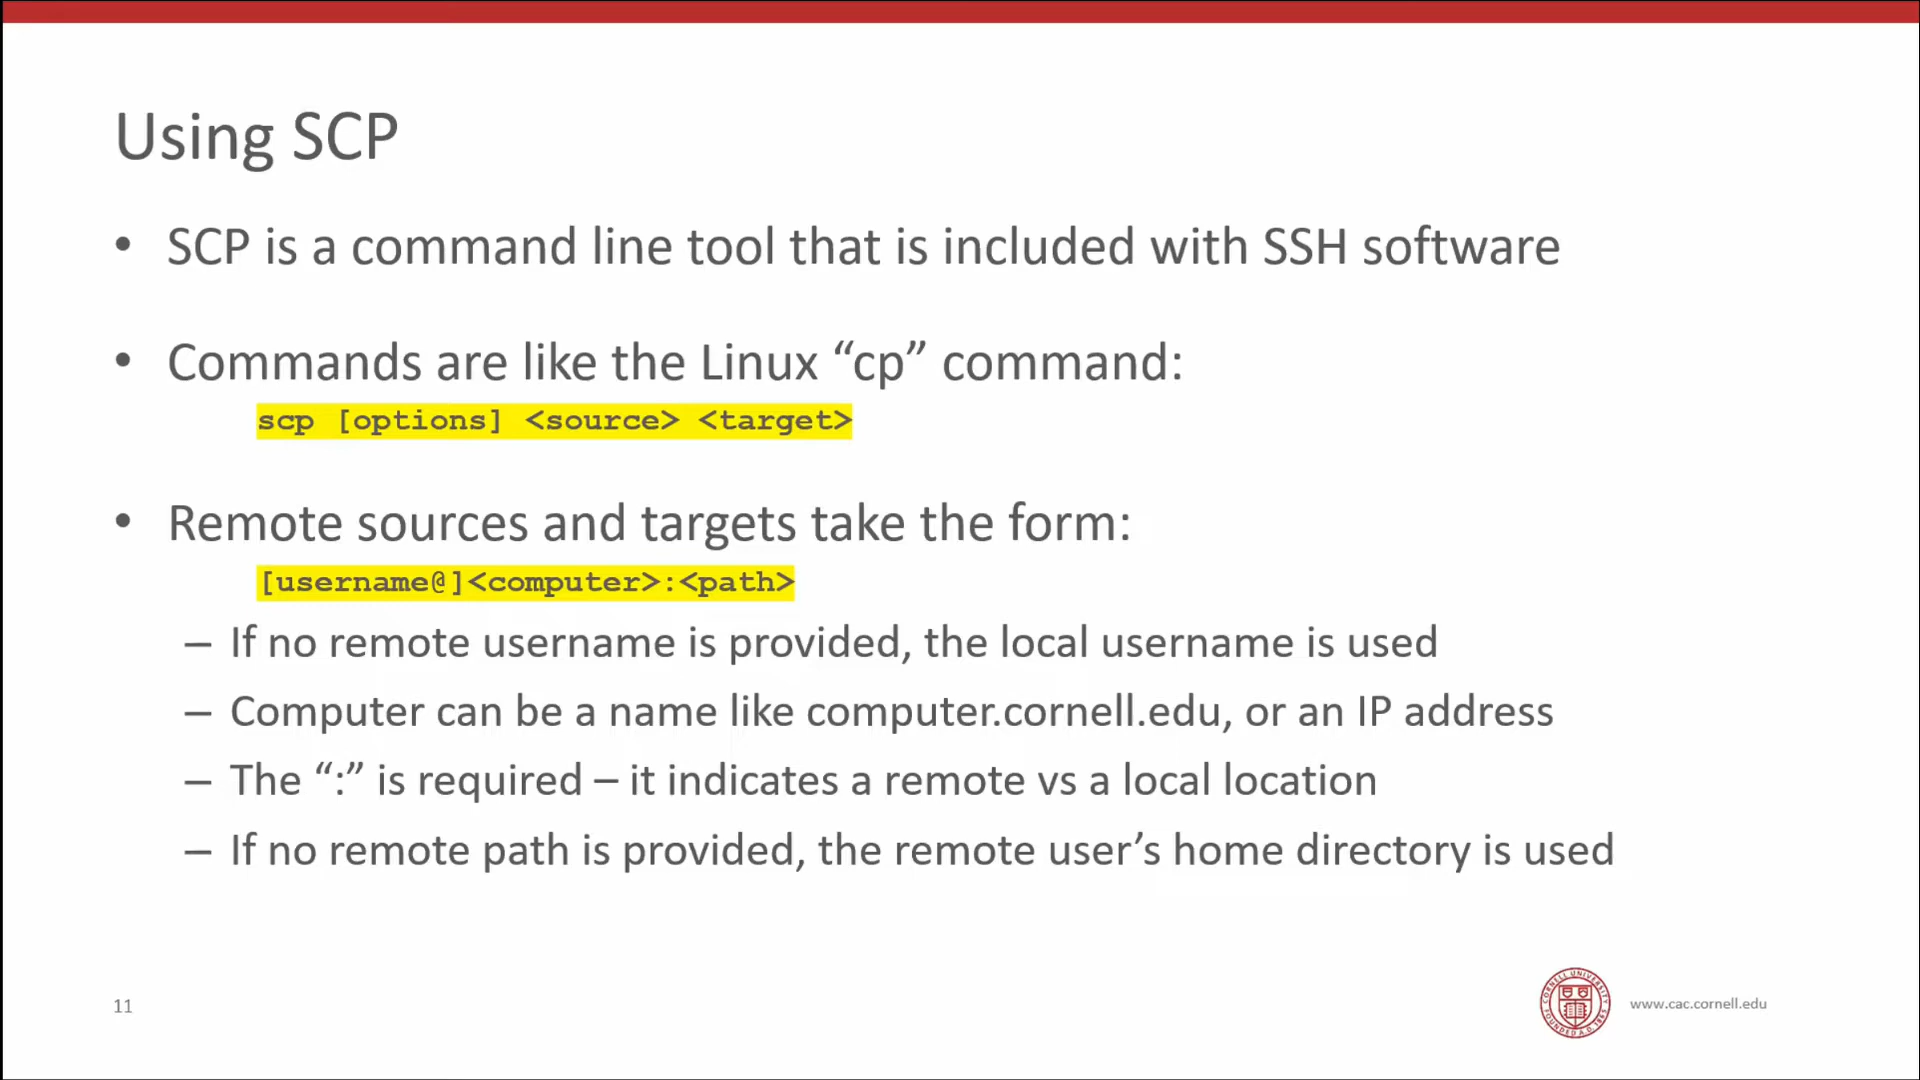 Using SCP
• SCP is a command line tool that is included with SSH software
• Commands are like the Linux “cp” command:
scp [options] <source> <target>
• Remote sources and targets take the form:
[username@]<computer>:<path>
– If no remote username is provided, the local username is used
– Computer can be a name like computer.cornell.edu, or an IP address
– The “:” is required – it indicates a remote vs a local location
– If no remote path is provided, the remote user’s home directory is used
11
CORNELL UNIVERSITY
FOUNDED A.D. 1865
www.cac.cornell.edu